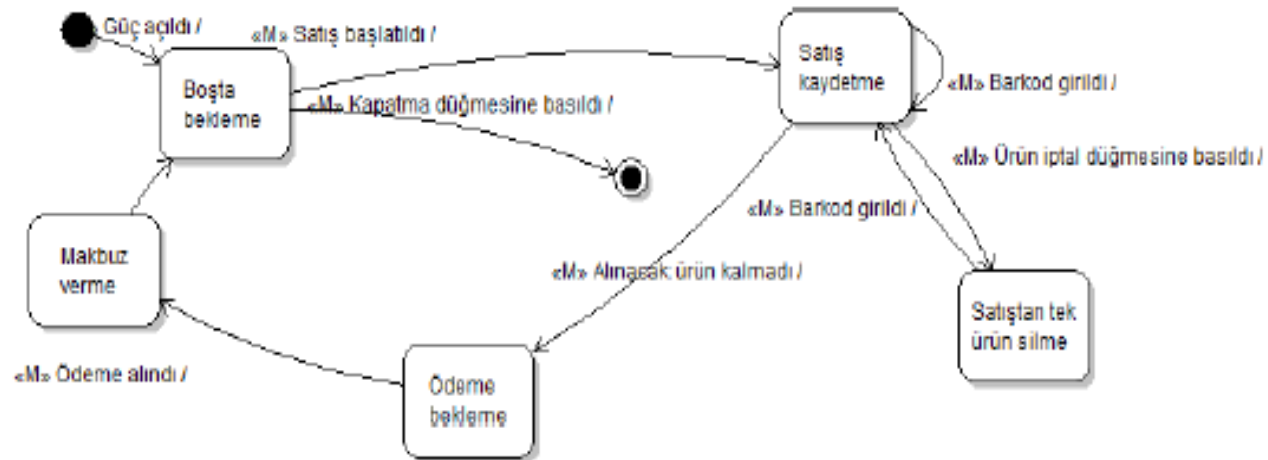 Güç açıldı /
«M» Satış başlatıldı /
Satış
kaydetme
«M» Barkod girildi /
Boşta
bekleme
«M» Kapatma düğmesine basıldı /
«M» Ürün iptal düğmesine basıldı /
«M» Barkod girildi /
Makbuz
verme
«M» Alınacak ürün kalmadı /
Satıştan tek
ürün silme
«M» Ödeme alındı /
Ödeme
bekleme